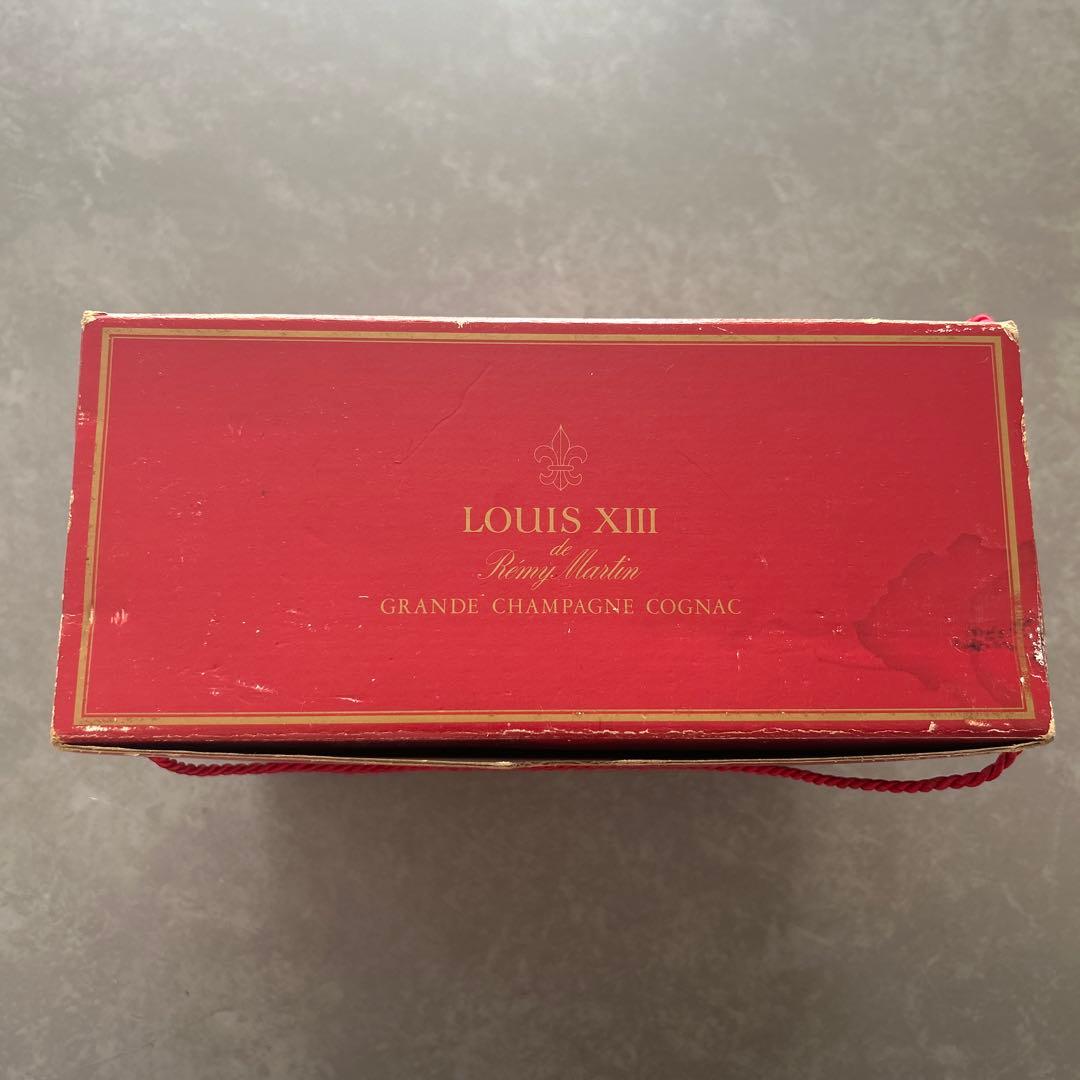 LOUIS XIII
de
Rémy Martin
GRANDE CHAMPAGNE COGNAC